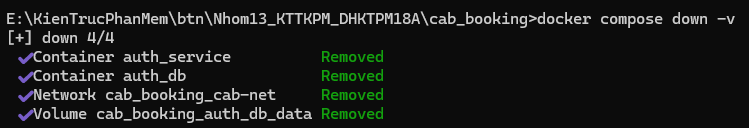 E:\KienTrucPhanMem\btn\Nhom13_KTTKPM_DHKTPM18A\cab_booking>docker compose down -v
[+] down 4/4
✔Container auth_service Removed
✔Container auth_db Removed
✔Network cab_booking_cab-net Removed
✔Volume cab_booking_auth_db_data Removed